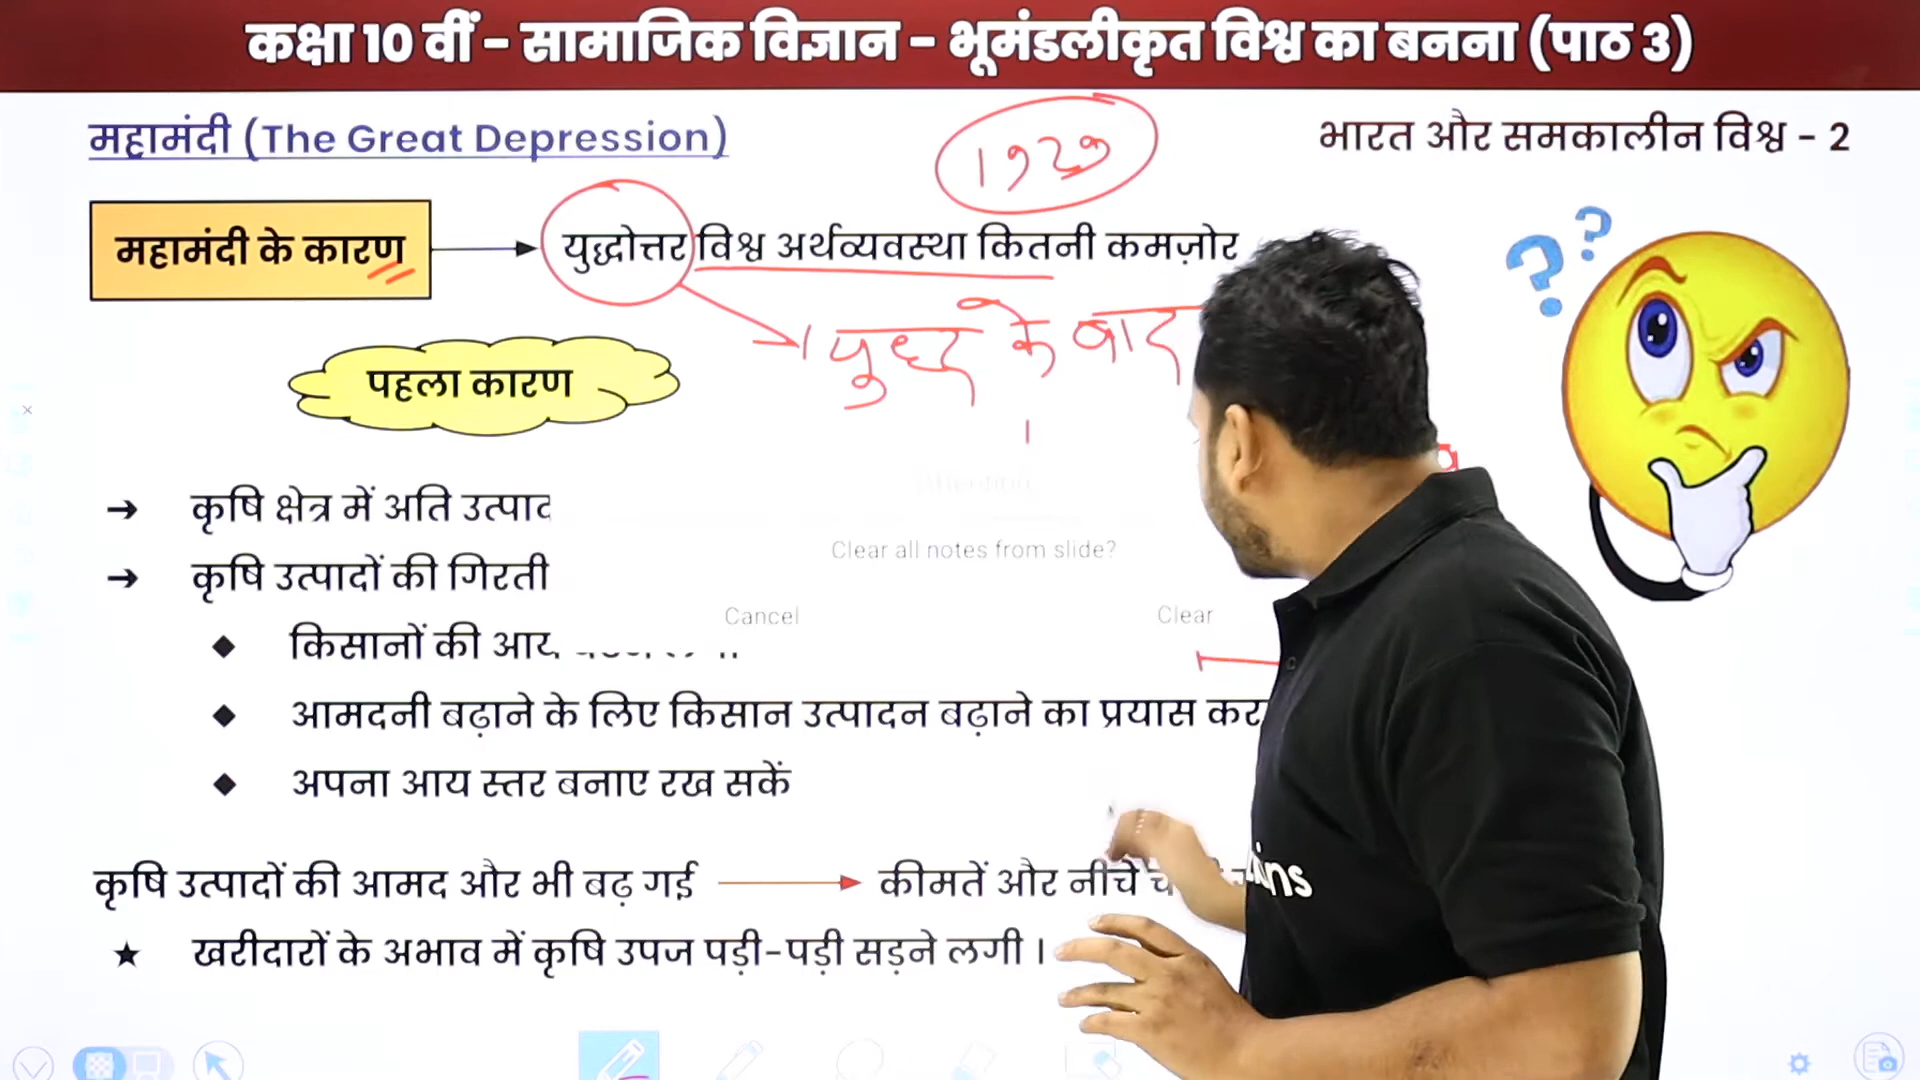 कक्षा 10 वीं - सामाजिक विज्ञान - भूमंडलीकृत विश्व का बनना (पाठ 3)
महामंदी (The Great Depression)
1929
भारत और समकालीन विश्व - 2
महामंदी के कारण
युद्धोत्तर विश्व अर्थव्यवस्था कितनी कमज़ोर
युद्ध के बाद
पहला कारण
Attention
कृषि क्षेत्र में अति
Clear all notes from slide?
कृषि उत्पादों की गिरती
Cancel
Clear
किसानों की आय
आमदनी बढ़ाने के लिए किसान उत्पादन बढ़ाने का प्रयास
अपना आय स्तर बनाए रख सकें
कृषि उत्पादों की आमद और भी बढ़ गई
कीमतें और नीचे
खरीदारों के अभाव में कृषि उपज पड़ी-पड़ी सड़ने लगी ।